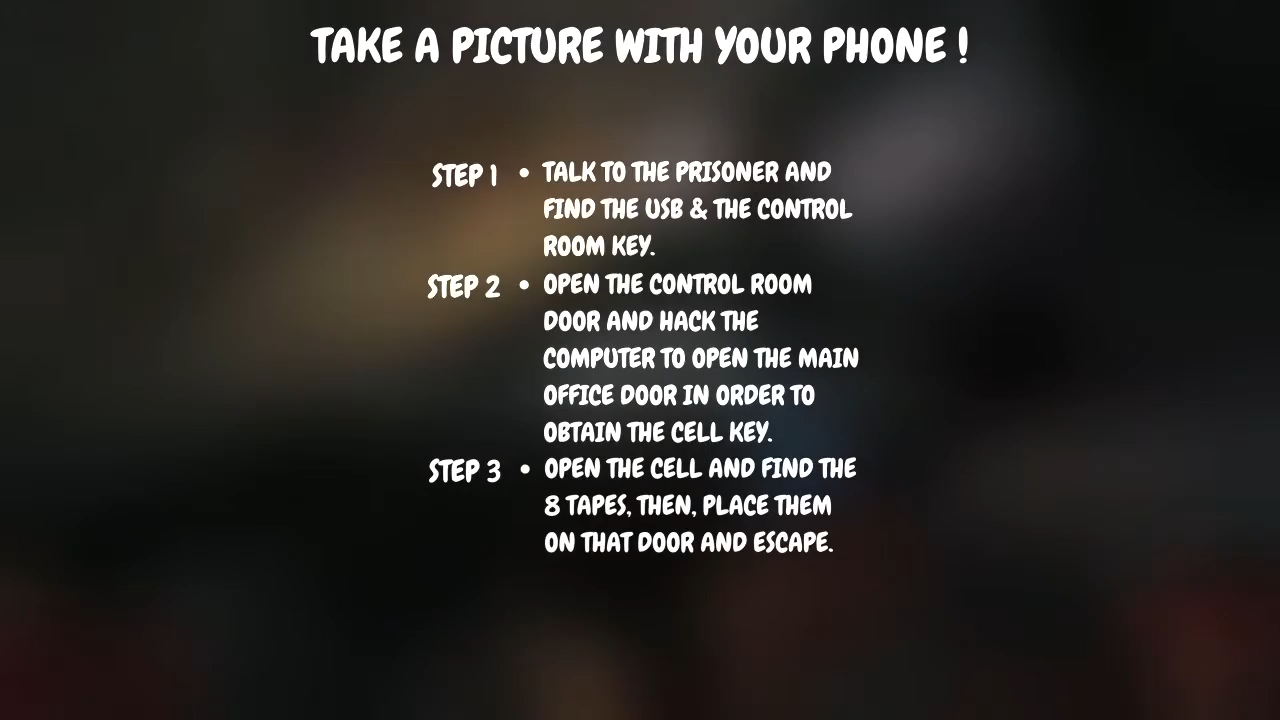 TAKE A PICTURE WITH YOUR PHONE !
STEP 1 • TALK TO THE PRISONER AND
FIND THE USB & THE CONTROL
ROOM KEY.
STEP 2 • OPEN THE CONTROL ROOM
DOOR AND HACK THE
COMPUTER TO OPEN THE MAIN
OFFICE DOOR IN ORDER TO
OBTAIN THE CELL KEY.
STEP 3 • OPEN THE CELL AND FIND THE
8 TAPES, THEN, PLACE THEM
ON THAT DOOR AND ESCAPE.